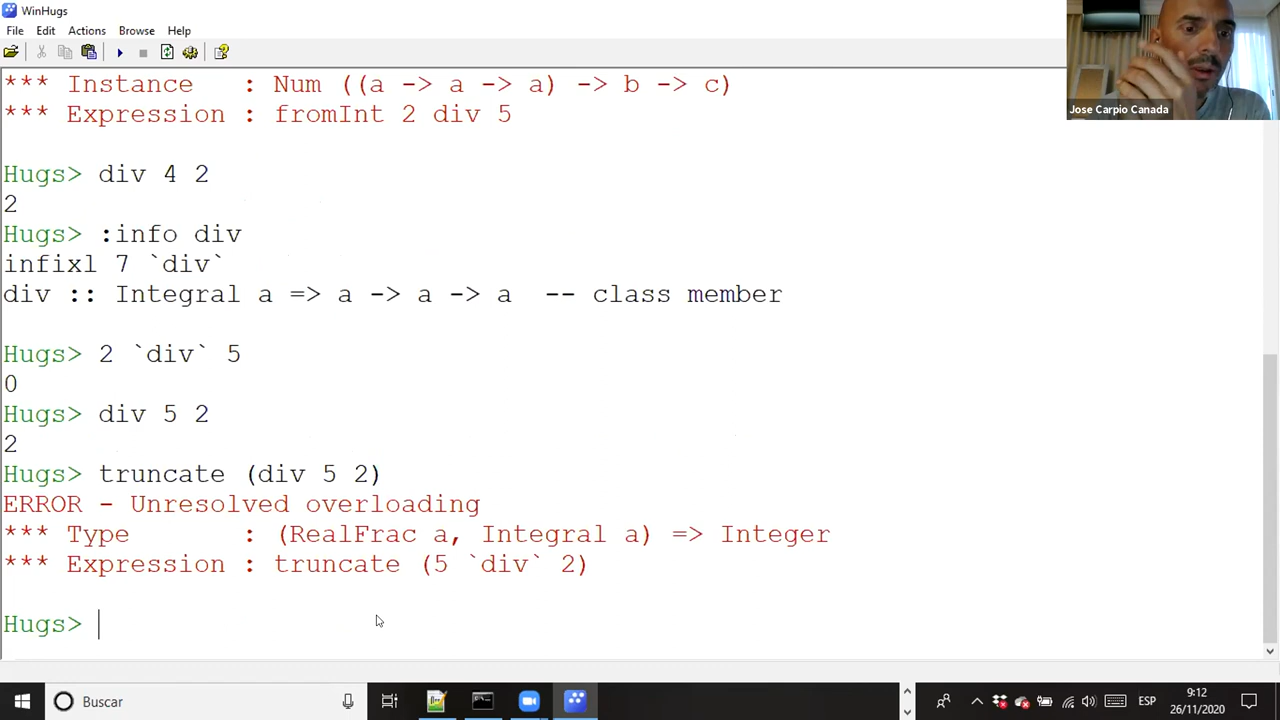 WinHugs
File Edit Actions Browse Help
*** Instance : Num ((a -> a -> a) -> b -> c)
*** Expression : fromInt 2 div 5
Hugs> div 4 2
2
Hugs> :info div
infixl 7 `div`
div :: Integral a => a -> a -> a -- class member
Hugs> 2 `div` 5
0
Hugs> div 5 2
2
Hugs> truncate (div 5 2)
ERROR - Unresolved overloading
*** Type : (RealFrac a, Integral a) => Integer
*** Expression : truncate (5 `div` 2)
Hugs>
Jose Carpio Canada
Buscar
ESP
9:12
26/11/2020